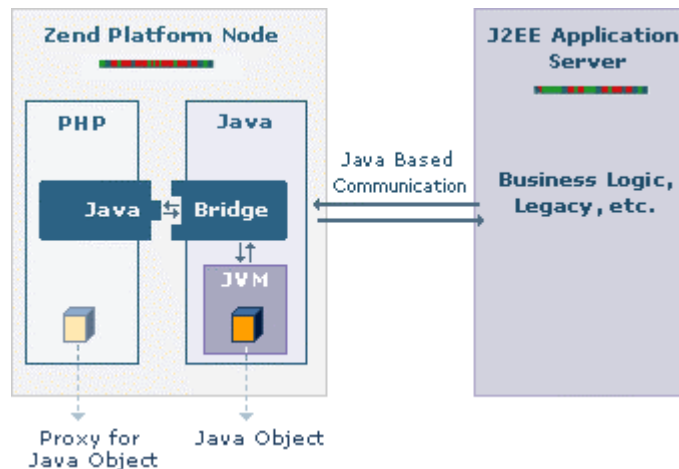 Zend Platform Node
J2EE Application
Server
PHP
Java
Java Based
Communication
Java
Bridge
Business Logic,
Legacy, etc.
JVM
Proxy for
Java Object
Java Object